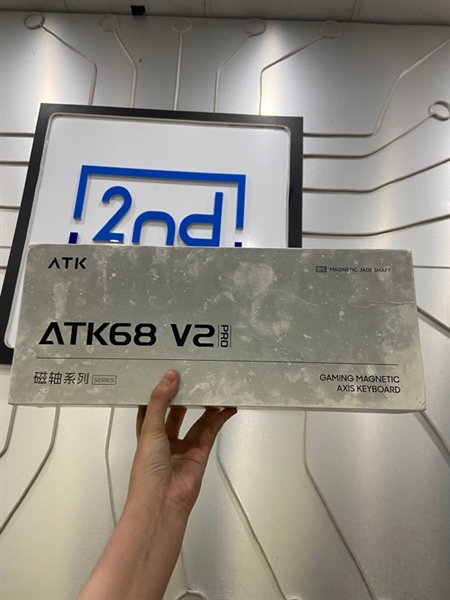 2nd
ATK
MAGNETIC JADE SHAFT
ATK68 V2 PRO
磁轴系列 SERIES
GAMING MAGNETIC
AXIS KEYBOARD